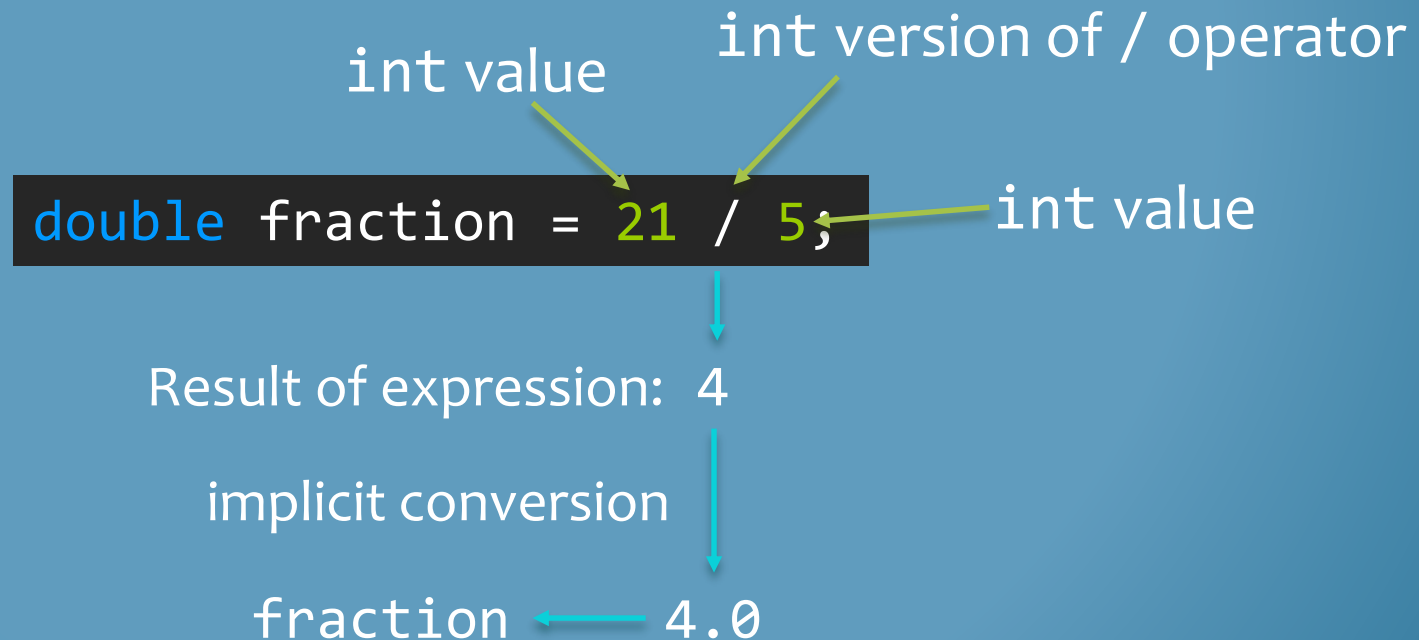 int version of / operator
int value
double fraction = 21 / 5;
int value
Result of expression: 4
implicit conversion
fraction 4.0